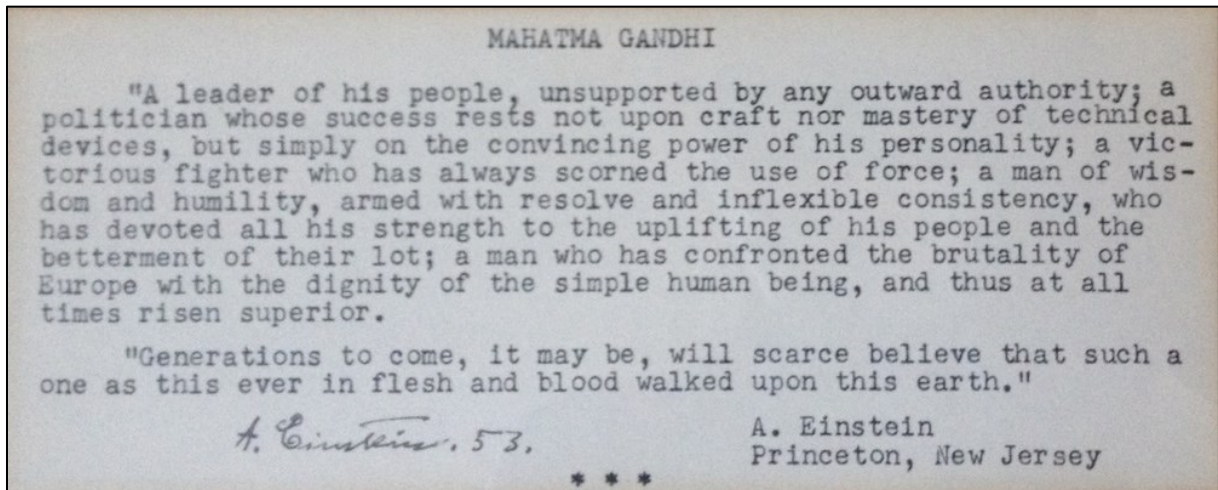 MAHATMA GANDHI
"A leader of his people, unsupported by any outward authority; a
politician whose success rests not upon craft nor mastery of technical
devices, but simply on the convincing power of his personality; a vic-
torious fighter who has always scorned the use of force; a man of wis-
dom and humility, armed with resolve and inflexible consistency, who
has devoted all his strength to the uplifting of his people and the
betterment of their lot; a man who has confronted the brutality of
Europe with the dignity of the simple human being, and thus at all
times risen superior.
"Generations to come, it may be, will scarce believe that such a
one as this ever in flesh and blood walked upon this earth."
A. Einstein. 53.
A. Einstein
Princeton, New Jersey
* * *